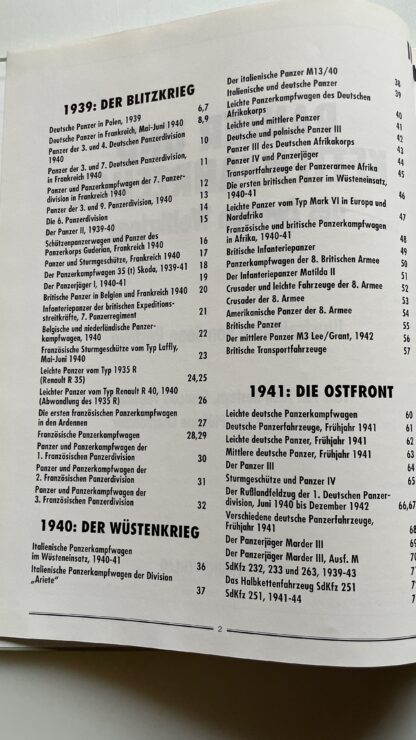 1939: DER BLITZKRIEG
Deutsche Panzer in Polen, 1939 6,7
Deutsche Panzer in Frankreich, Mai-Juni 1940 8,9
Panzer der 3. und 4. Deutschen Panzerdivision
1940 10
Panzer der 3. und 7. Deutschen Panzerdivision,
in Frankreich 1940 11
Panzer und Panzerkampfwagen der 7. Panzer-
division in Frankreich 1940 12
Panzer der 3. und 9. Panzerdivision, 1940 13
Die 6. Panzerdivision 14
Der Panzer II, 1939-40 15
Schützenpanzerwagen und Panzer des
Panzerkorps Guderian, Frankreich 1940 16
Panzer und Sturmgeschütze, Frankreich 1940 17
Der Panzerkampfwagen 35 (t) Skoda, 1939-41 18
Der Panzerjäger I, 1940-41 19
Britische Panzer in Belgien und Frankreich 1940 20
Infanteriepanzer der britischen Expeditions-
streitkräfte, 7. Panzerregiment 21
Belgische und niederländische Panzer-
kampfwagen, 1940 22
Französische Sturmgeschütze vom Typ Laffly,
Mai-Juni 1940 23
Leichte Panzer vom Typ 1935 R
(Renault R 35) 24,25
Leichter Panzer vom Typ Renault R 40, 1940
(Abwandlung des 1935 R) 26
Die ersten französischen Panzerkampfwagen
in den Ardennen 27
Französische Panzerkampfwagen 28,29
Panzer und Panzerkampfwagen der
1. Französischen Panzerdivision 30
Panzer und Panzerkampfwagen der
2. Französischen Panzerdivision 31
Panzer und Panzerkampfwagen der
3. Französischen Panzerdivision 32
1940: DER WÜSTENKRIEG
Italienische Panzerkampfwagen
im Wüsteneinsatz, 1940-41 36
Italienische Panzerkampfwagen der Division
„Ariete" 37
Der italienische Panzer M13/40 38
Italienische und deutsche Panzer 39
Leichte Panzerkampfwagen des Deutschen
Afrikakorps 40
Leichte und mittlere Panzer 41
Deutsche und polnische Panzer III 42
Panzer III des Deutschen Afrikakorps 43
Panzer IV und Panzerjäger 44
Transportfahrzeuge der Panzerarmee Afrika 45
Die ersten britischen Panzer im Wüsteneinsatz,
1940-41 46
Leichte Panzer vom Typ Mark VI in Europa und
Nordafrika 47
Französische und britische Panzerkampfwagen
in Afrika, 1940-41 48
Britische Infanteriepanzer 49
Panzerkampfwagen der 8. Britischen Armee 50
Der Infanteriepanzer Matilda II 51
Crusader und leichte Fahrzeuge der 8. Armee 52
Crusader der 8. Armee 53
Amerikanische Panzer der 8. Armee 54
Britische Panzer 55
Der mittlere Panzer M3 Lee/Grant, 1942 56
Britische Transportfahrzeuge 57
1941: DIE OSTFRONT
Leichte deutsche Panzerkampfwagen 60
Deutsche Panzerfahrzeuge, Frühjahr 1941 61
Leichte deutsche Panzer, Frühjahr 1941 62
Mittlere deutsche Panzer, Frühjahr 1941 63
Der Panzer III 64
Sturmgeschütze und Panzer IV 65
Der Rußlandfeldzug der 1. Deutschen Panzer-
division, Juni 1940 bis Dezember 1942 66,67
Verschiedene deutsche Panzerfahrzeuge,
Frühjahr 1941 68
Der Panzerjäger Marder III 69
Der Panzerjäger Marder III, Ausf. M
SdKfz 232, 233 und 263, 1939-43
Das Halbkettenfahrzeug SdKfz 251
SdKfz 251, 1941-44
2